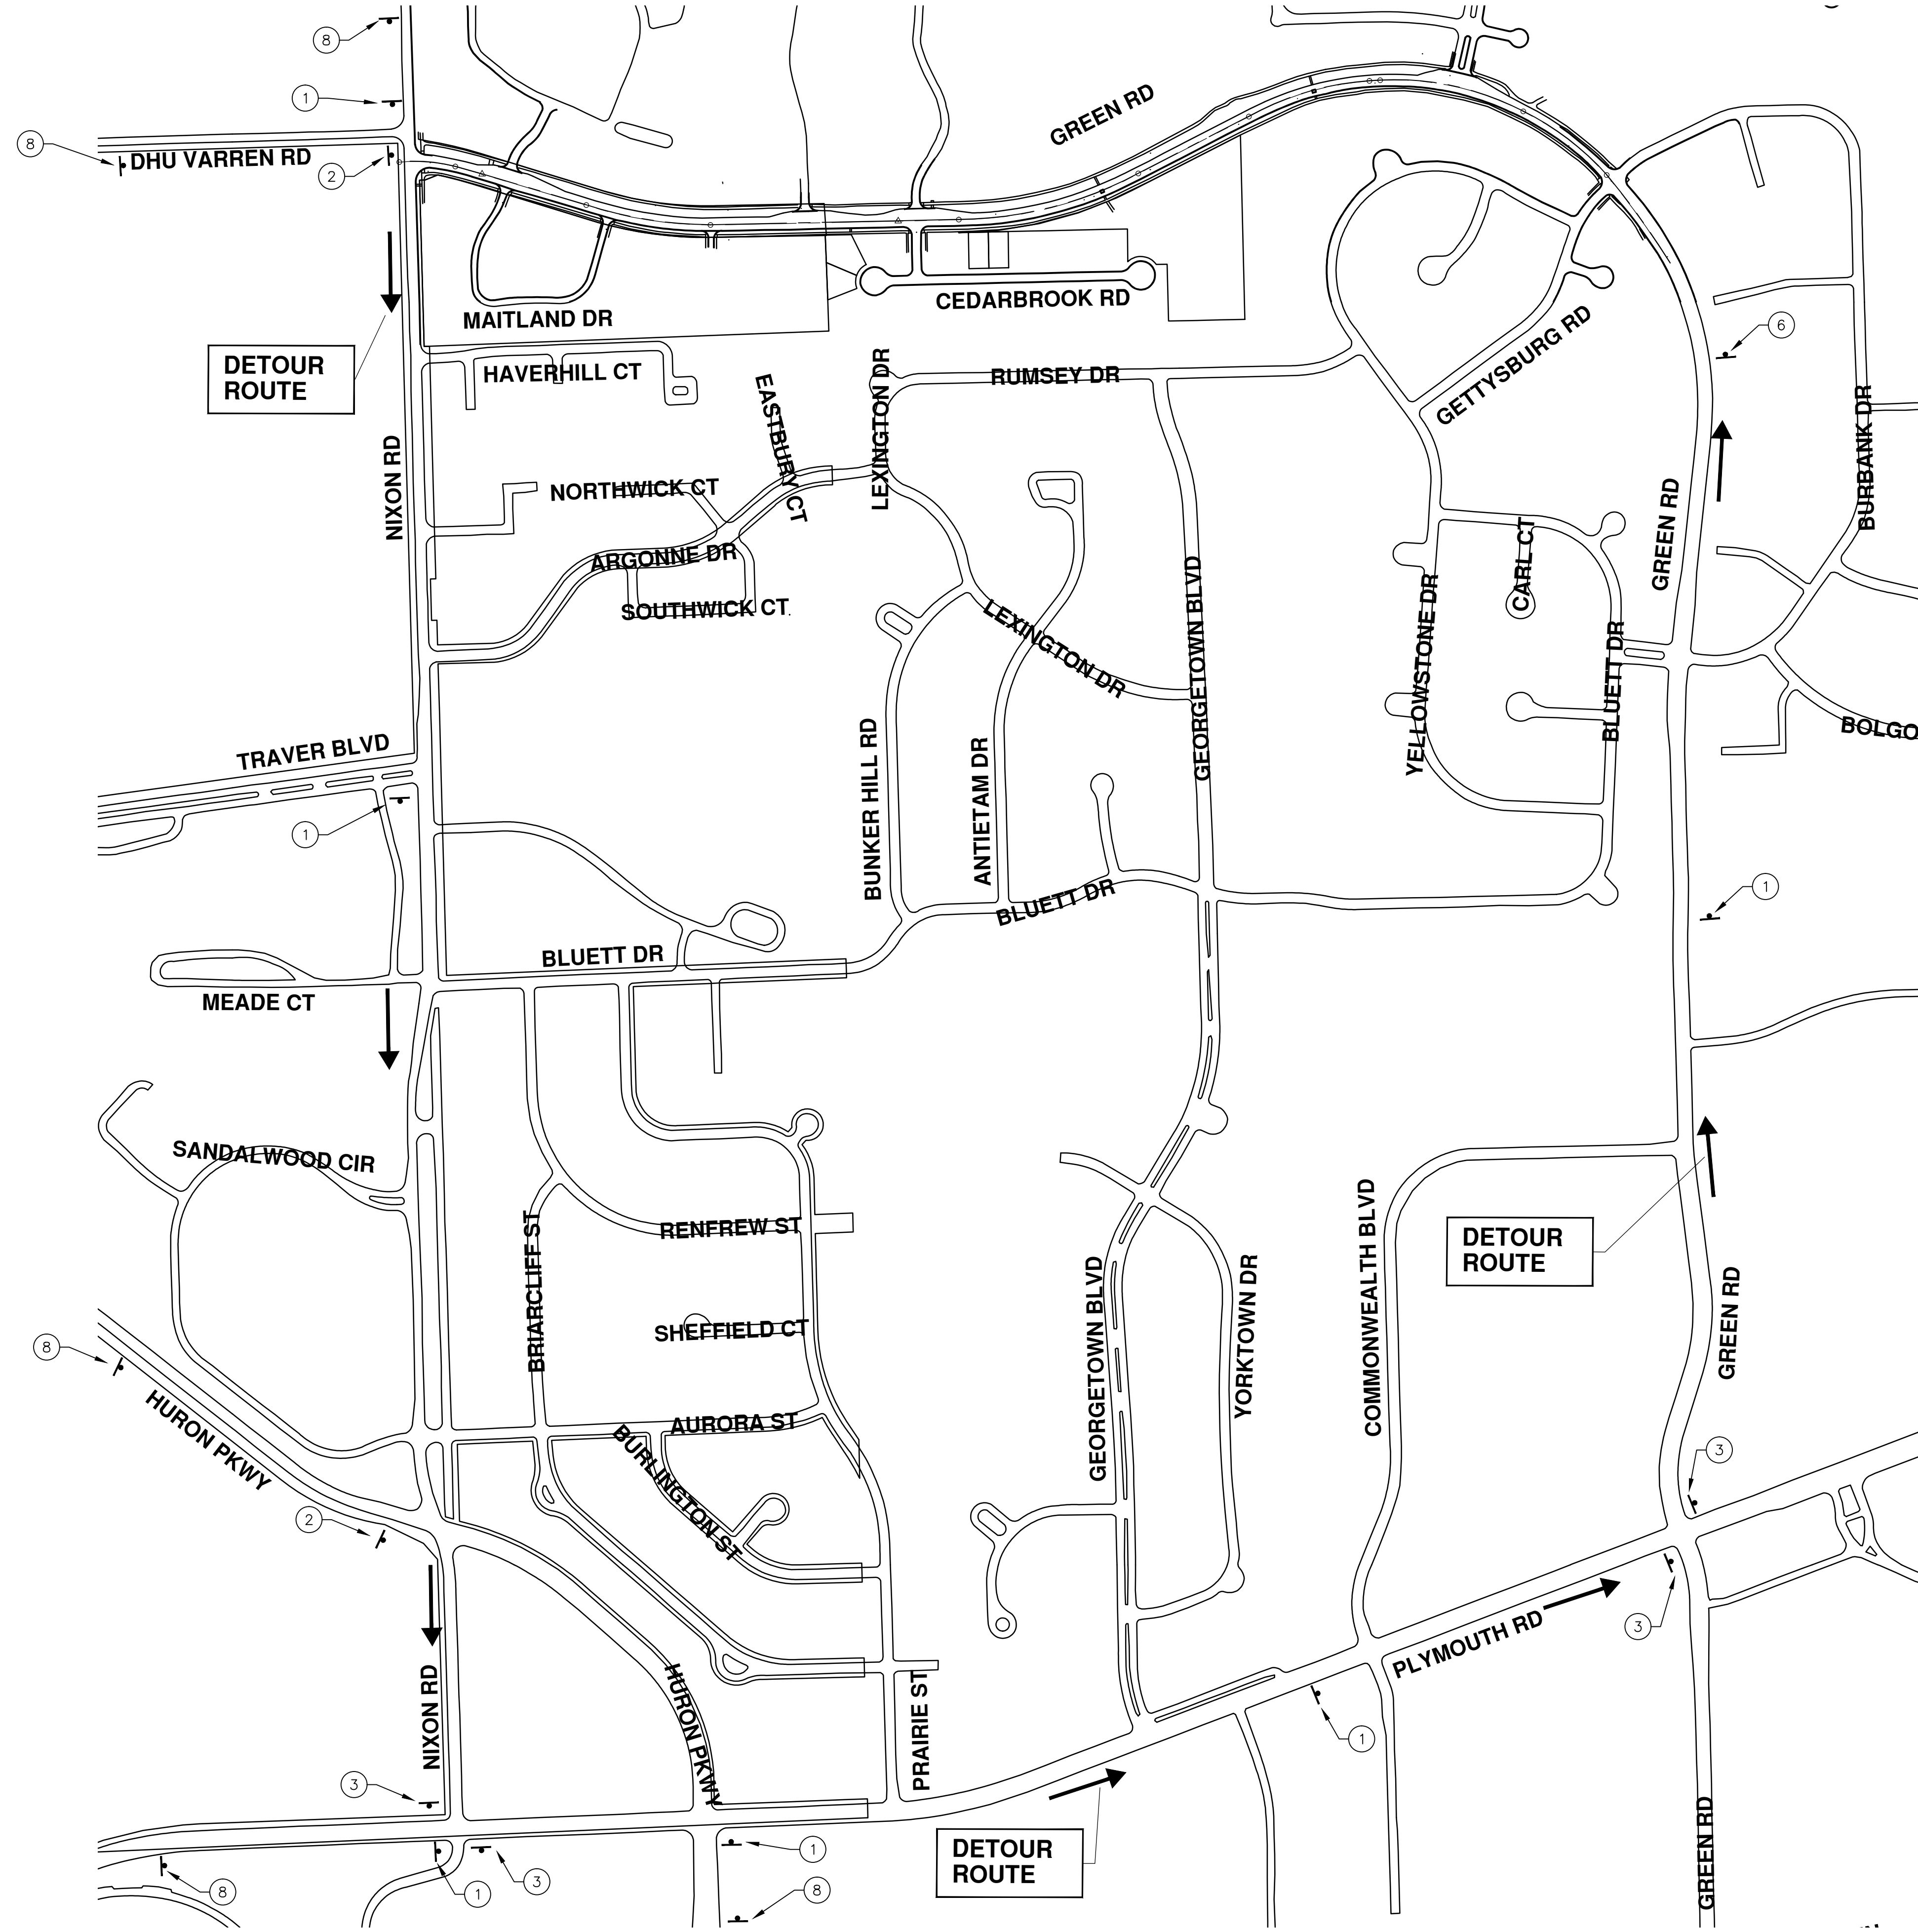 8
1
8
DHU VARREN RD
2
GREEN RD
MAITLAND DR
CEDARBROOK RD
6
DETOUR
ROUTE
HAVERHILL CT
EASTBURY CT
LEXINGTON DR
RUMSEY DR
GETTYSBURG RD
BURBANK DR
NIXON RD
NORTHWICK CT
GREEN RD
ARGONNE DR
CARL CT
SOUTHWICK CT
LEXINGTON DR
GEORGETOWN BLVD
YELLOWSTONE DR
BLUETT DR
TRAVER BLVD
BOLGO
1
BUNKER HILL RD
ANTIETAM DR
BLUETT DR
1
BLUETT DR
MEADE CT
SANDALWOOD CIR
RENFREW ST
BRIARCLIFF ST
COMMONWEALTH BLVD
DETOUR
ROUTE
GEORGETOWN BLVD
YORKTOWN DR
GREEN RD
8
SHEFFIELD CT
HURON PKWY
AURORA ST
BURLINGTON ST
3
2
PLYMOUTH RD
3
NIXON RD
HURON PKWY
PRAIRIE ST
1
3
GREEN RD
DETOUR
ROUTE
1
3
8
1
8